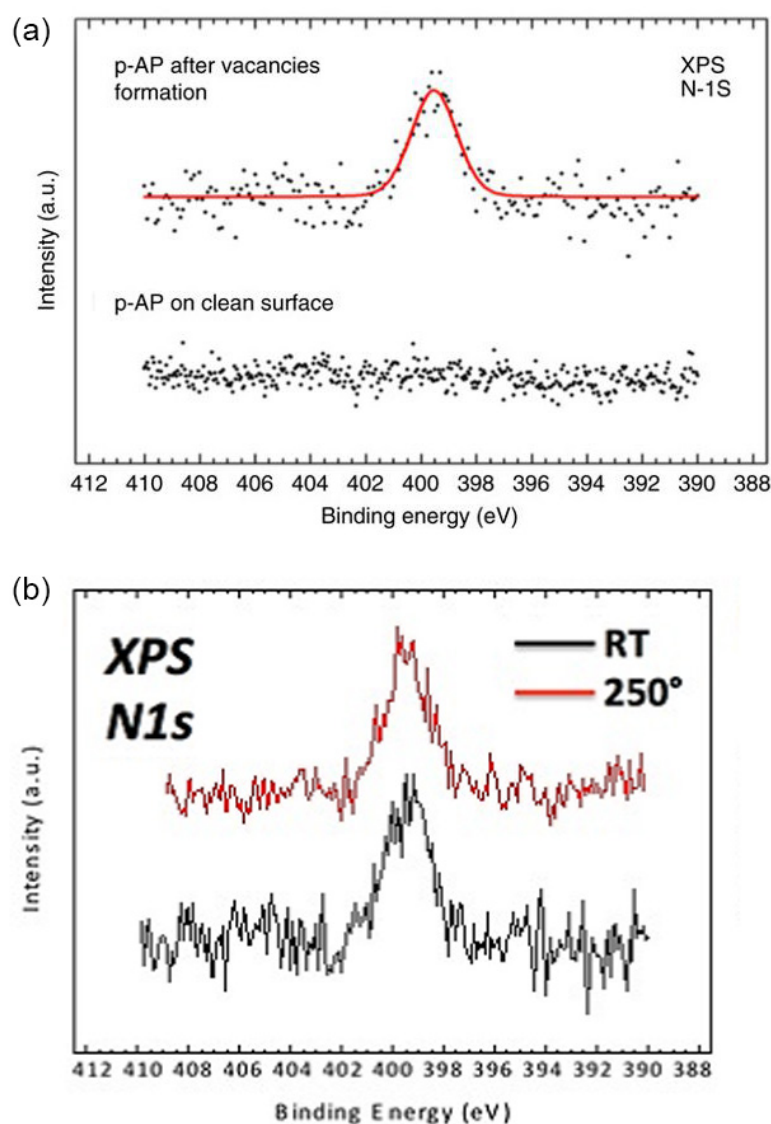 (a)
p-AP after vacancies
formation
XPS
N-1S
Intensity (a.u.)
p-AP on clean surface
412 410 408 406 404 402 400 398 396 394 392 390 388
Binding energy (eV)
(b)
XPS
N1s
RT
250°
Intensity (a.u.)
412 410 408 406 404 402 400 398 396 394 392 390 388
Binding Energy (eV)